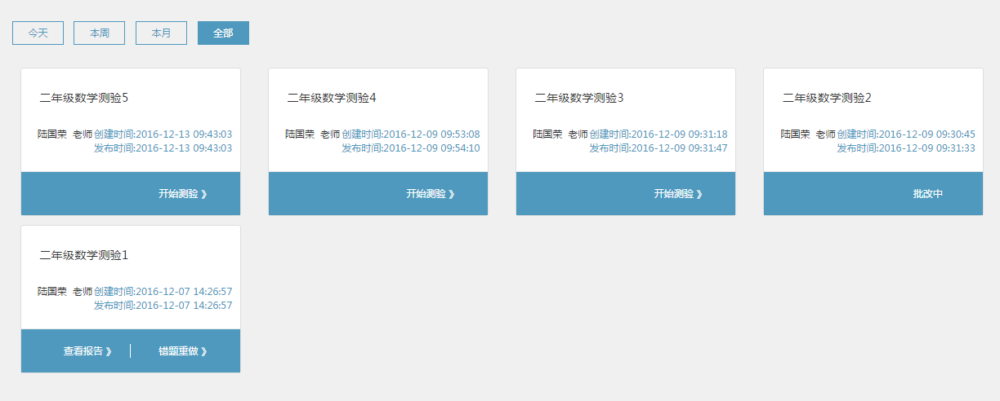 今天 本周 本月 全部
二年级数学测验5
陆国荣 老师 创建时间:2016-12-13 09:43:03
发布时间:2016-12-13 09:43:03
开始测验 》
二年级数学测验4
陆国荣 老师 创建时间:2016-12-09 09:53:08
发布时间:2016-12-09 09:54:10
开始测验 》
二年级数学测验3
陆国荣 老师 创建时间:2016-12-09 09:31:18
发布时间:2016-12-09 09:31:47
开始测验 》
二年级数学测验2
陆国荣 老师 创建时间:2016-12-09 09:30:45
发布时间:2016-12-09 09:31:33
批改中
二年级数学测验1
陆国荣 老师 创建时间:2016-12-07 14:26:57
发布时间:2016-12-07 14:26:57
查看报告 》 错题重做 》